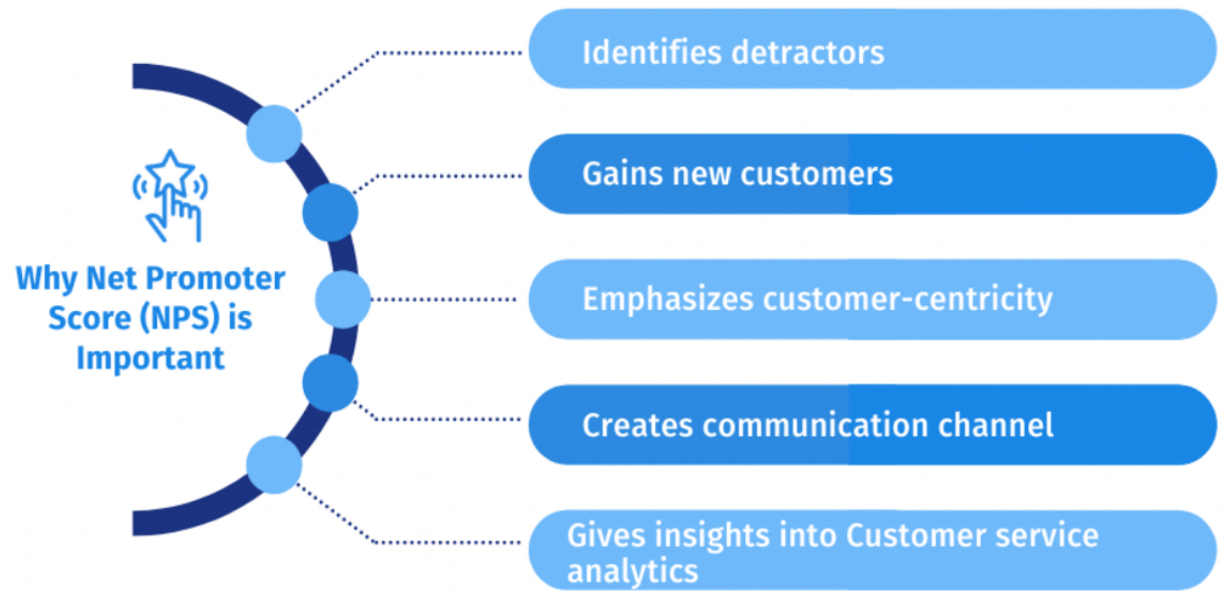 Why Net Promoter
Score (NPS) is
Important
Identifies detractors
Gains new customers
Emphasizes customer-centricity
Creates communication channel
Gives insights into Customer service
analytics